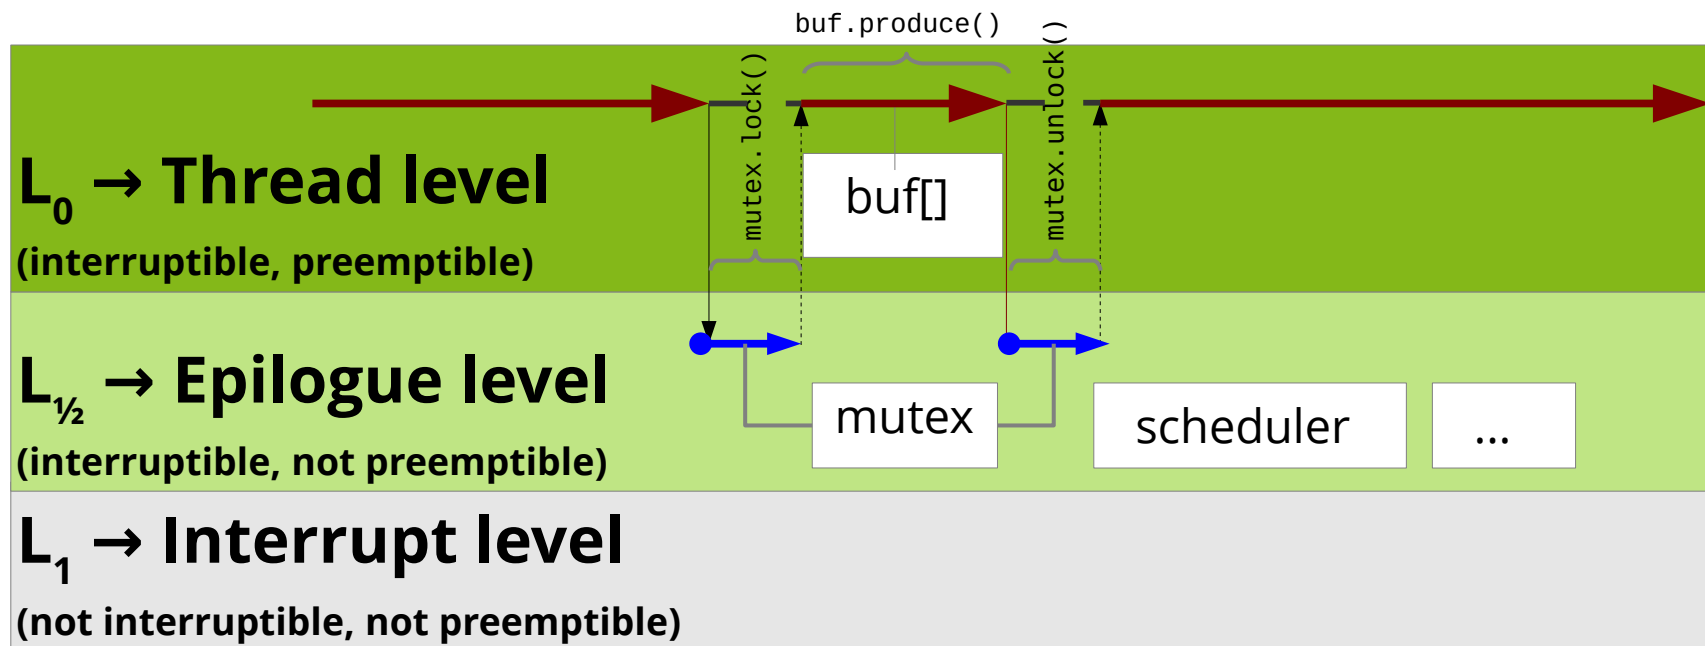 buf.produce()
mutex.lock()
mutex.unlock()
L0 → Thread level
buf[]
(interruptible, preemptible)
L½ → Epilogue level
mutex
scheduler
...
(interruptible, not preemptible)
L1 → Interrupt level
(not interruptible, not preemptible)